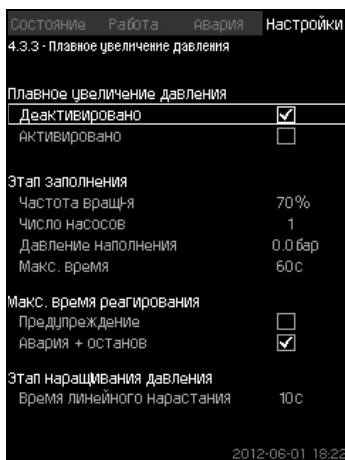 Состояние Работа Авария Настройки
4.3.3 - Плавное увеличение давления
Плавное увеличение давления
Деактивировано
Активировано
Этап заполнения
Частота вращ-я 70%
Число насосов 1
Давление наполнения 0.0 бар
Макс. время 60с
Макс. время реагирования
Предупреждение
Авария + останов
Этап наращивания давления
Время линейного нарастания 10с
2012-06-01 18:22